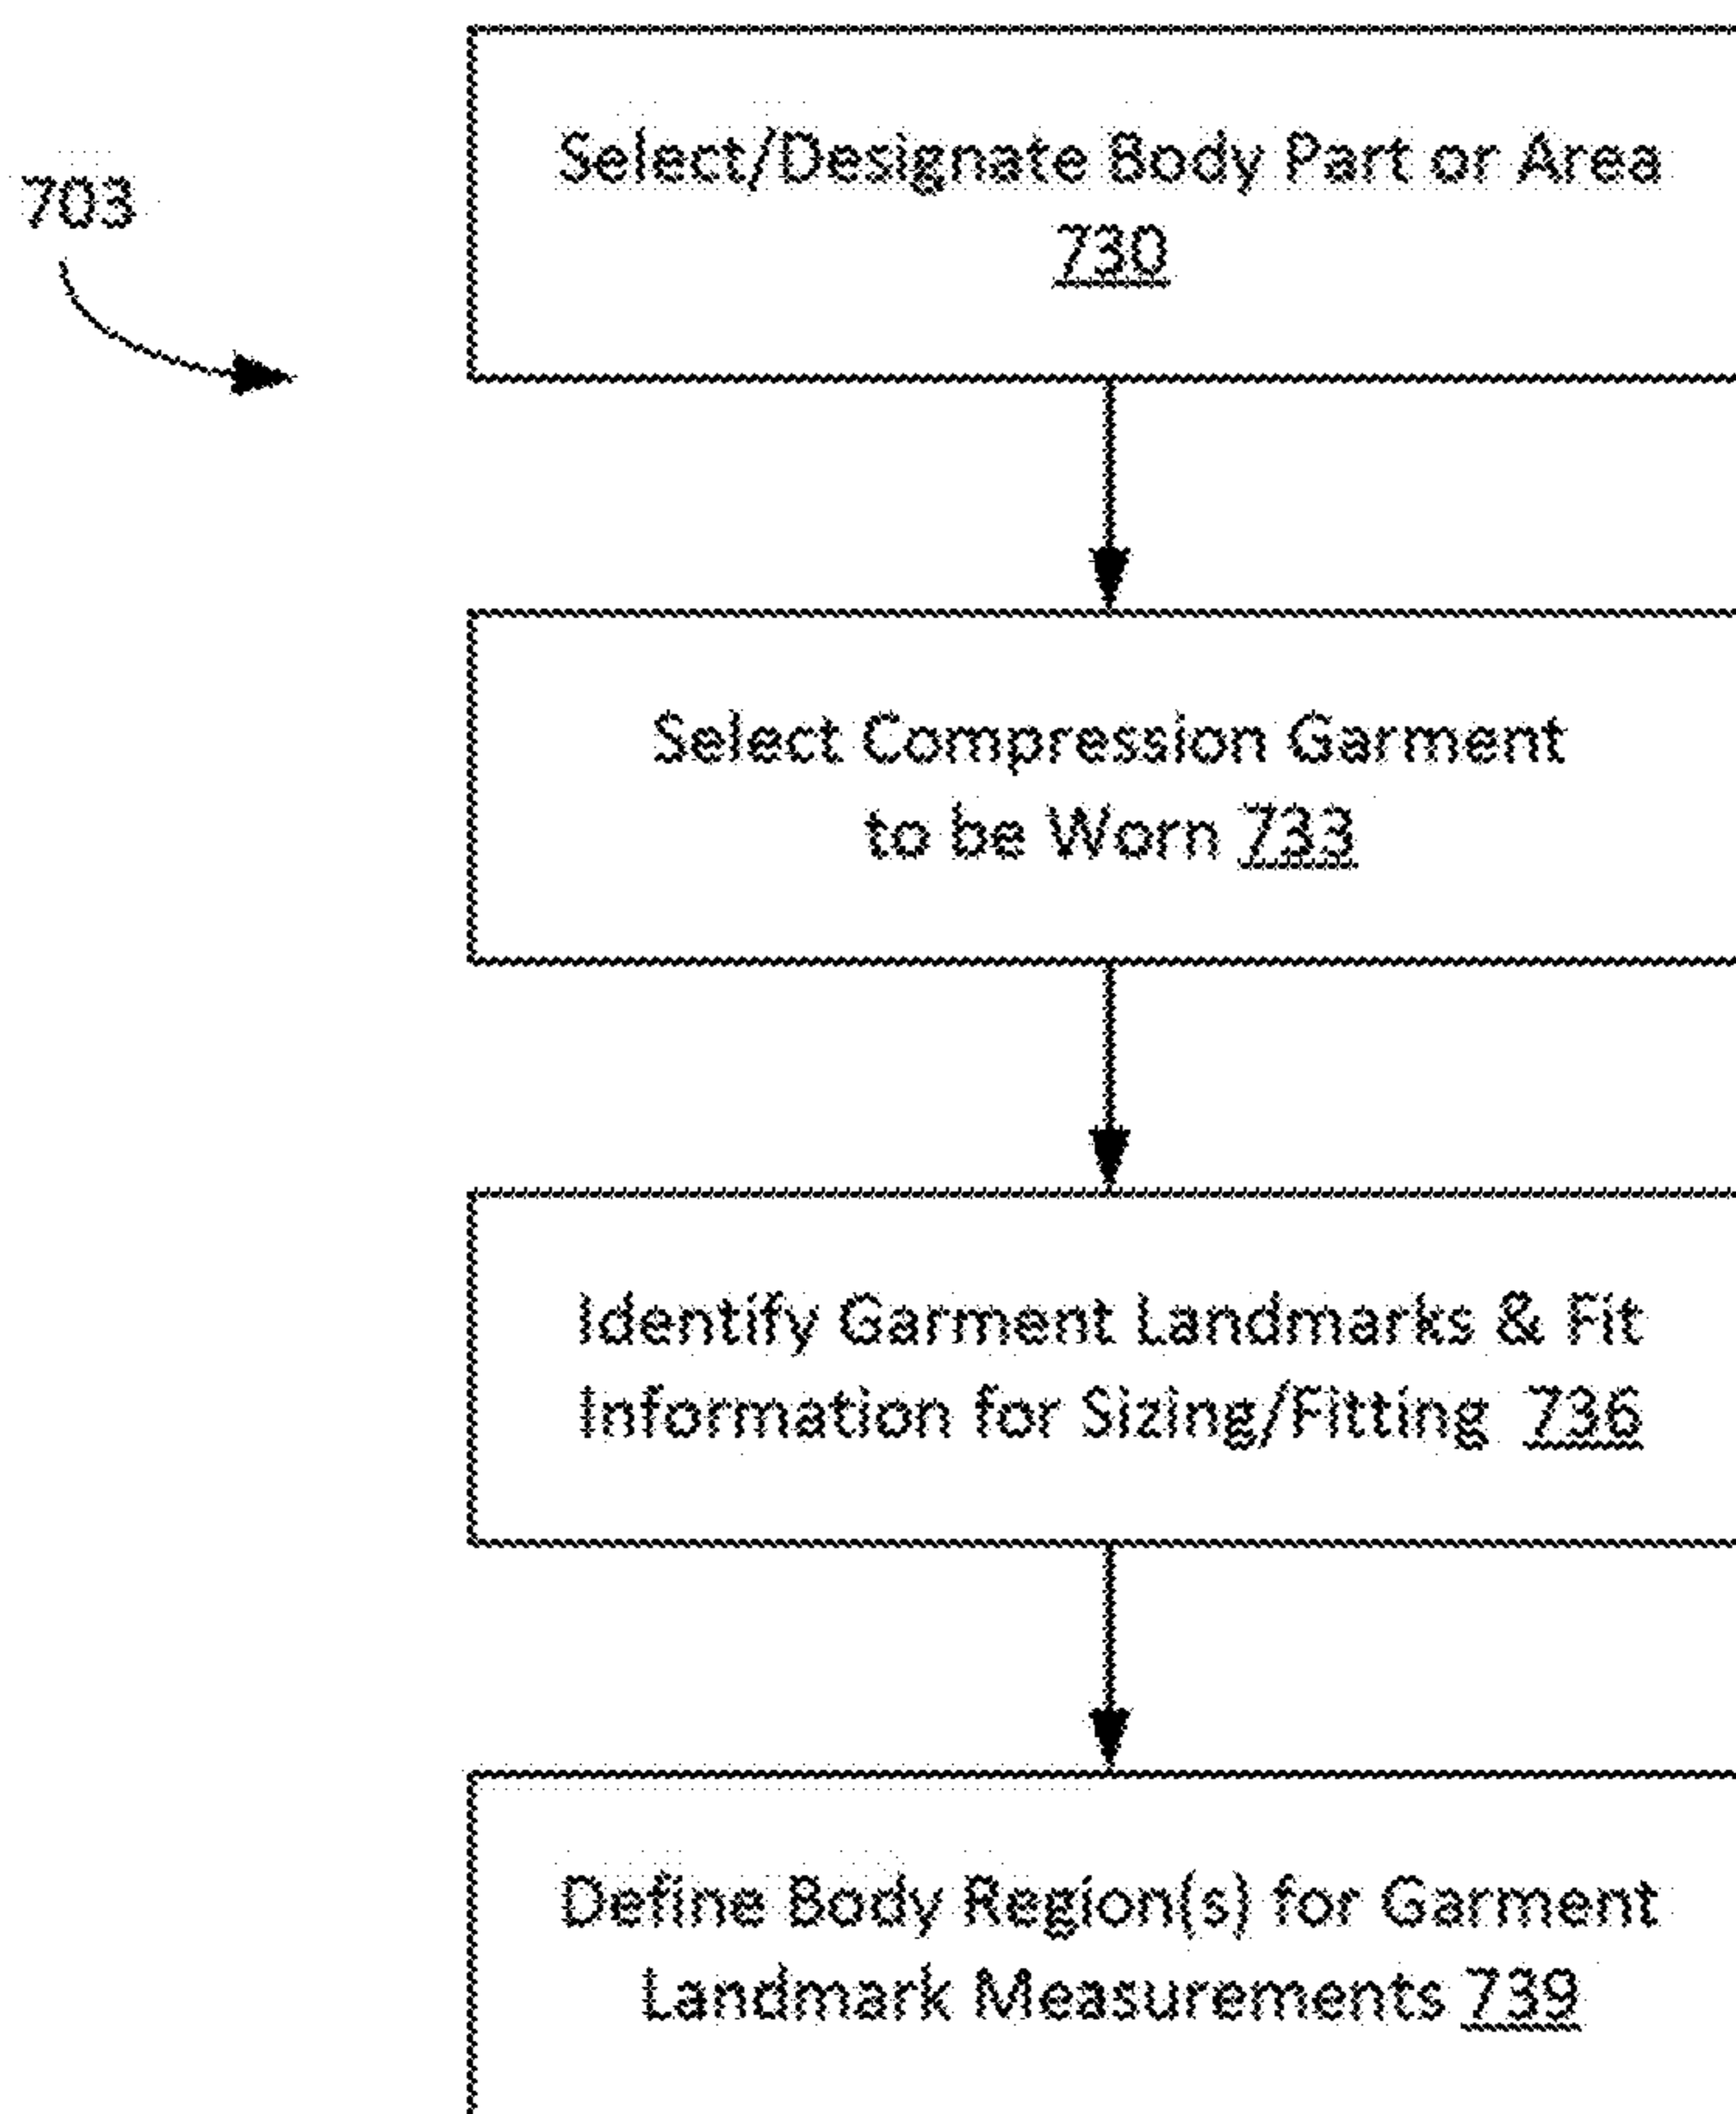 703
Select/Designate Body Part or Area
730
Select Compression Garment
to be Worn 733
Identify Garment Landmarks & Fit
Information for Sizing/Fitting 736
Define Body Region(s) for Garment
Landmark Measurements 739